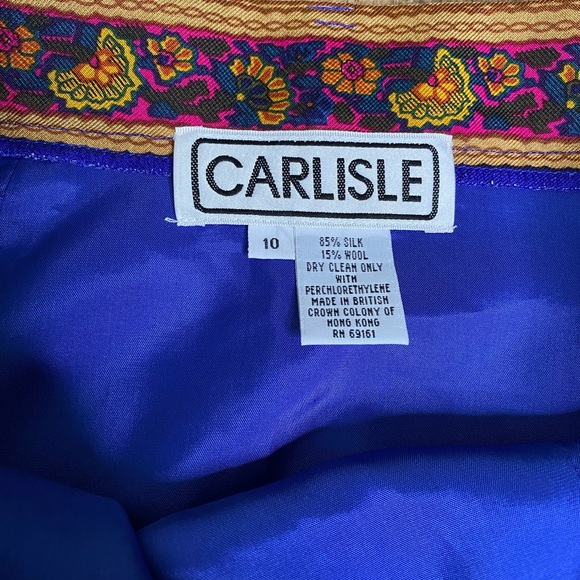 CARLISLE
10
85% SILK
15% WOOL
DRY CLEAN ONLY
WITH
PERCHLORETHYLENE
MADE IN BRITISH
CROWN COLONY OF
HONG KONG
RN 69161